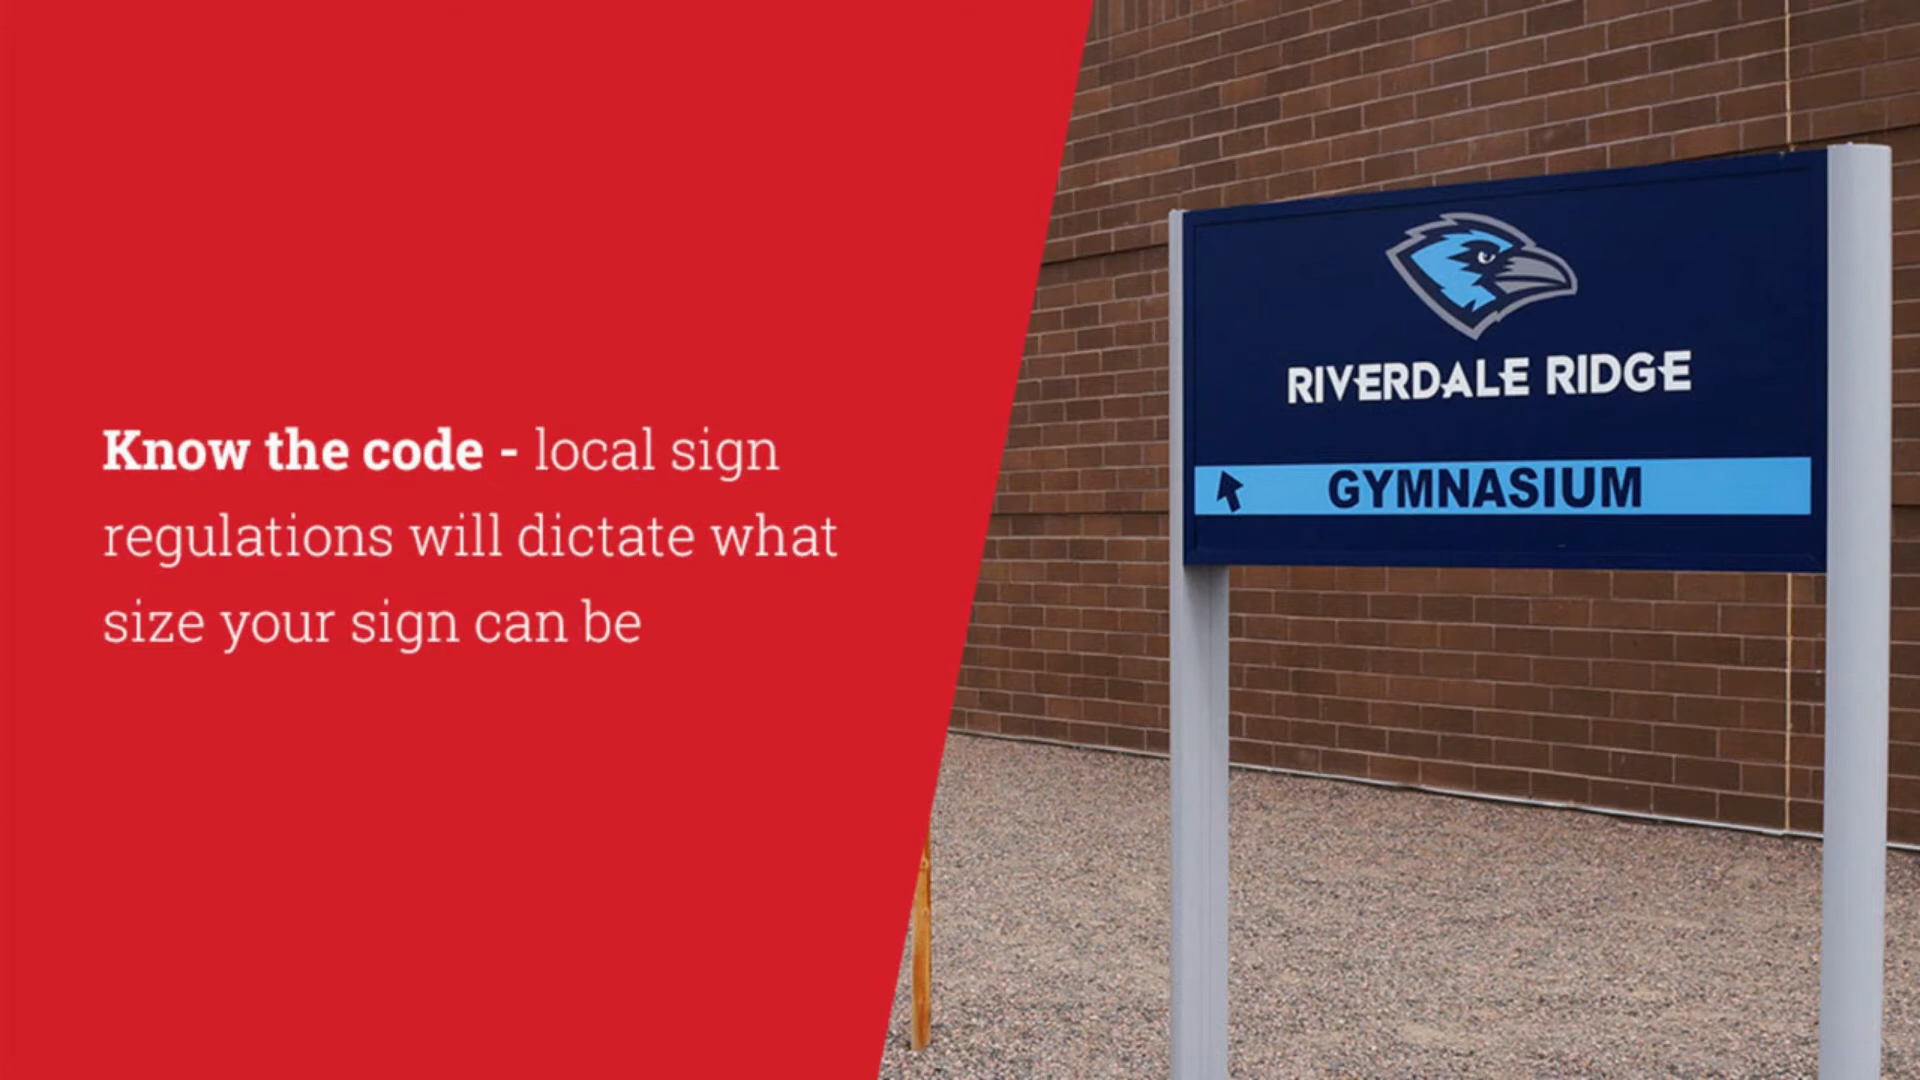 Know the code - local sign
regulations will dictate what
size your sign can be
RIVERDALE RIDGE
GYMNASIUM